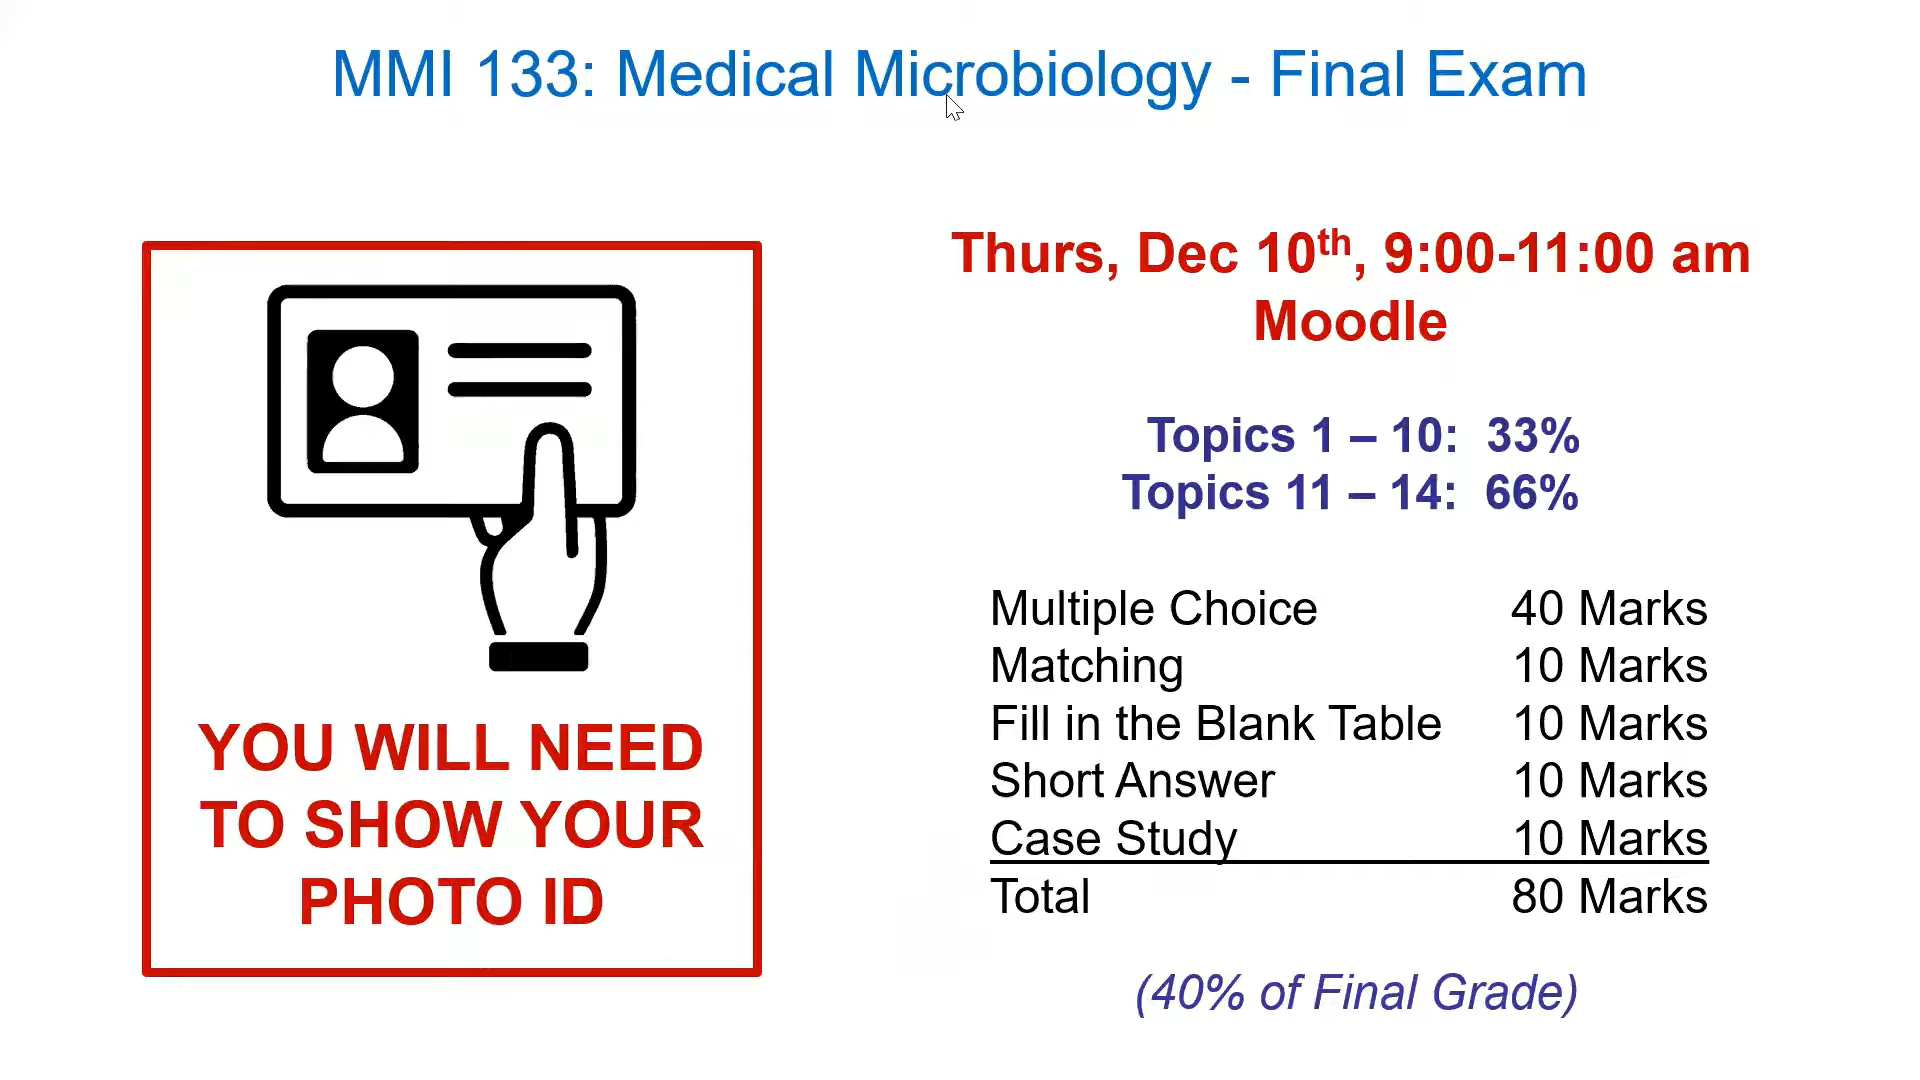 MMI 133: Medical Microbiology - Final Exam
YOU WILL NEED
TO SHOW YOUR
PHOTO ID
Thurs, Dec 10th, 9:00-11:00 am
Moodle
Topics 1 – 10: 33%
Topics 11 – 14: 66%
Multiple Choice 40 Marks
Matching 10 Marks
Fill in the Blank Table 10 Marks
Short Answer 10 Marks
Case Study 10 Marks
Total 80 Marks
(40% of Final Grade)